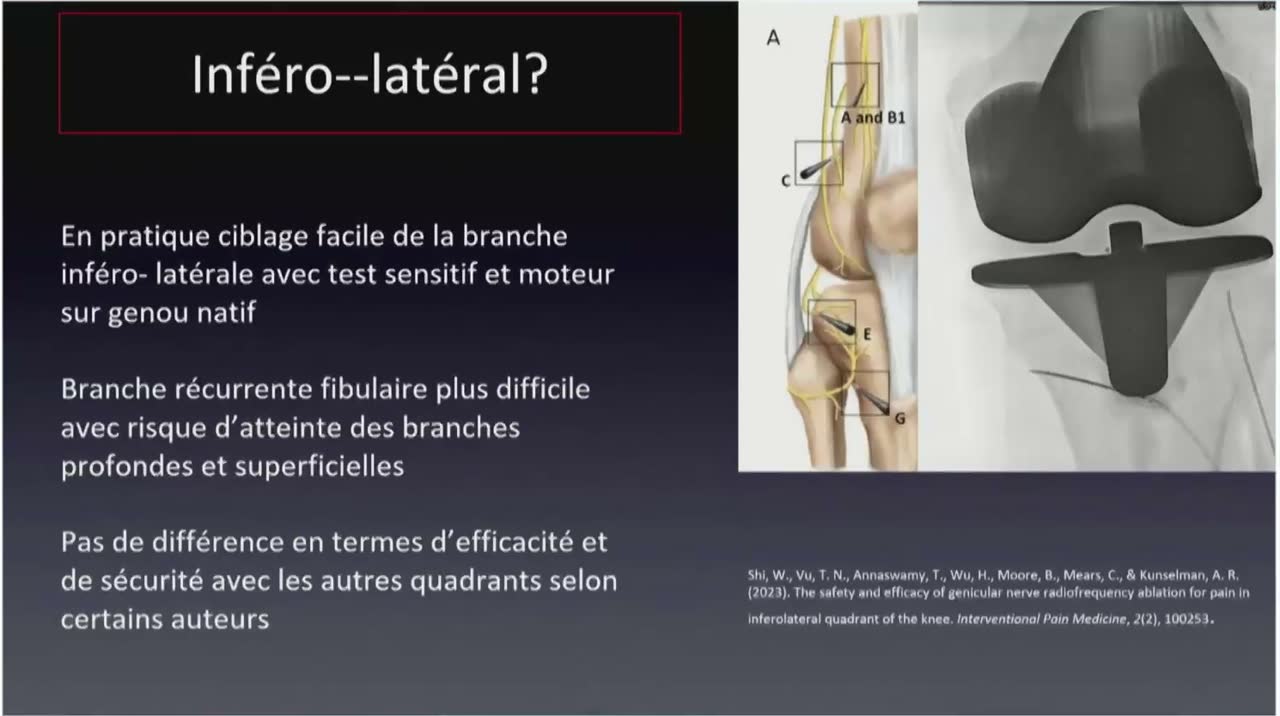 Inféro--latéral?
En pratique ciblage facile de la branche
inféro- latérale avec test sensitif et moteur
sur genou natif
Branche récurrente fibulaire plus difficile
avec risque d'atteinte des branches
profondes et superficielles
Pas de différence en termes d'efficacité et
de sécurité avec les autres quadrants selon
certains auteurs
A
A and B1
C
E
G
Shi, W., Vu, T. N., Annaswamy, T., Wu, H., Moore, B., Mears, C., & Kunselman, A. R.
(2023). The safety and efficacy of genicular nerve radiofrequency ablation for pain in
inferolateral quadrant of the knee. Interventional Pain Medicine, 2(2), 100253.